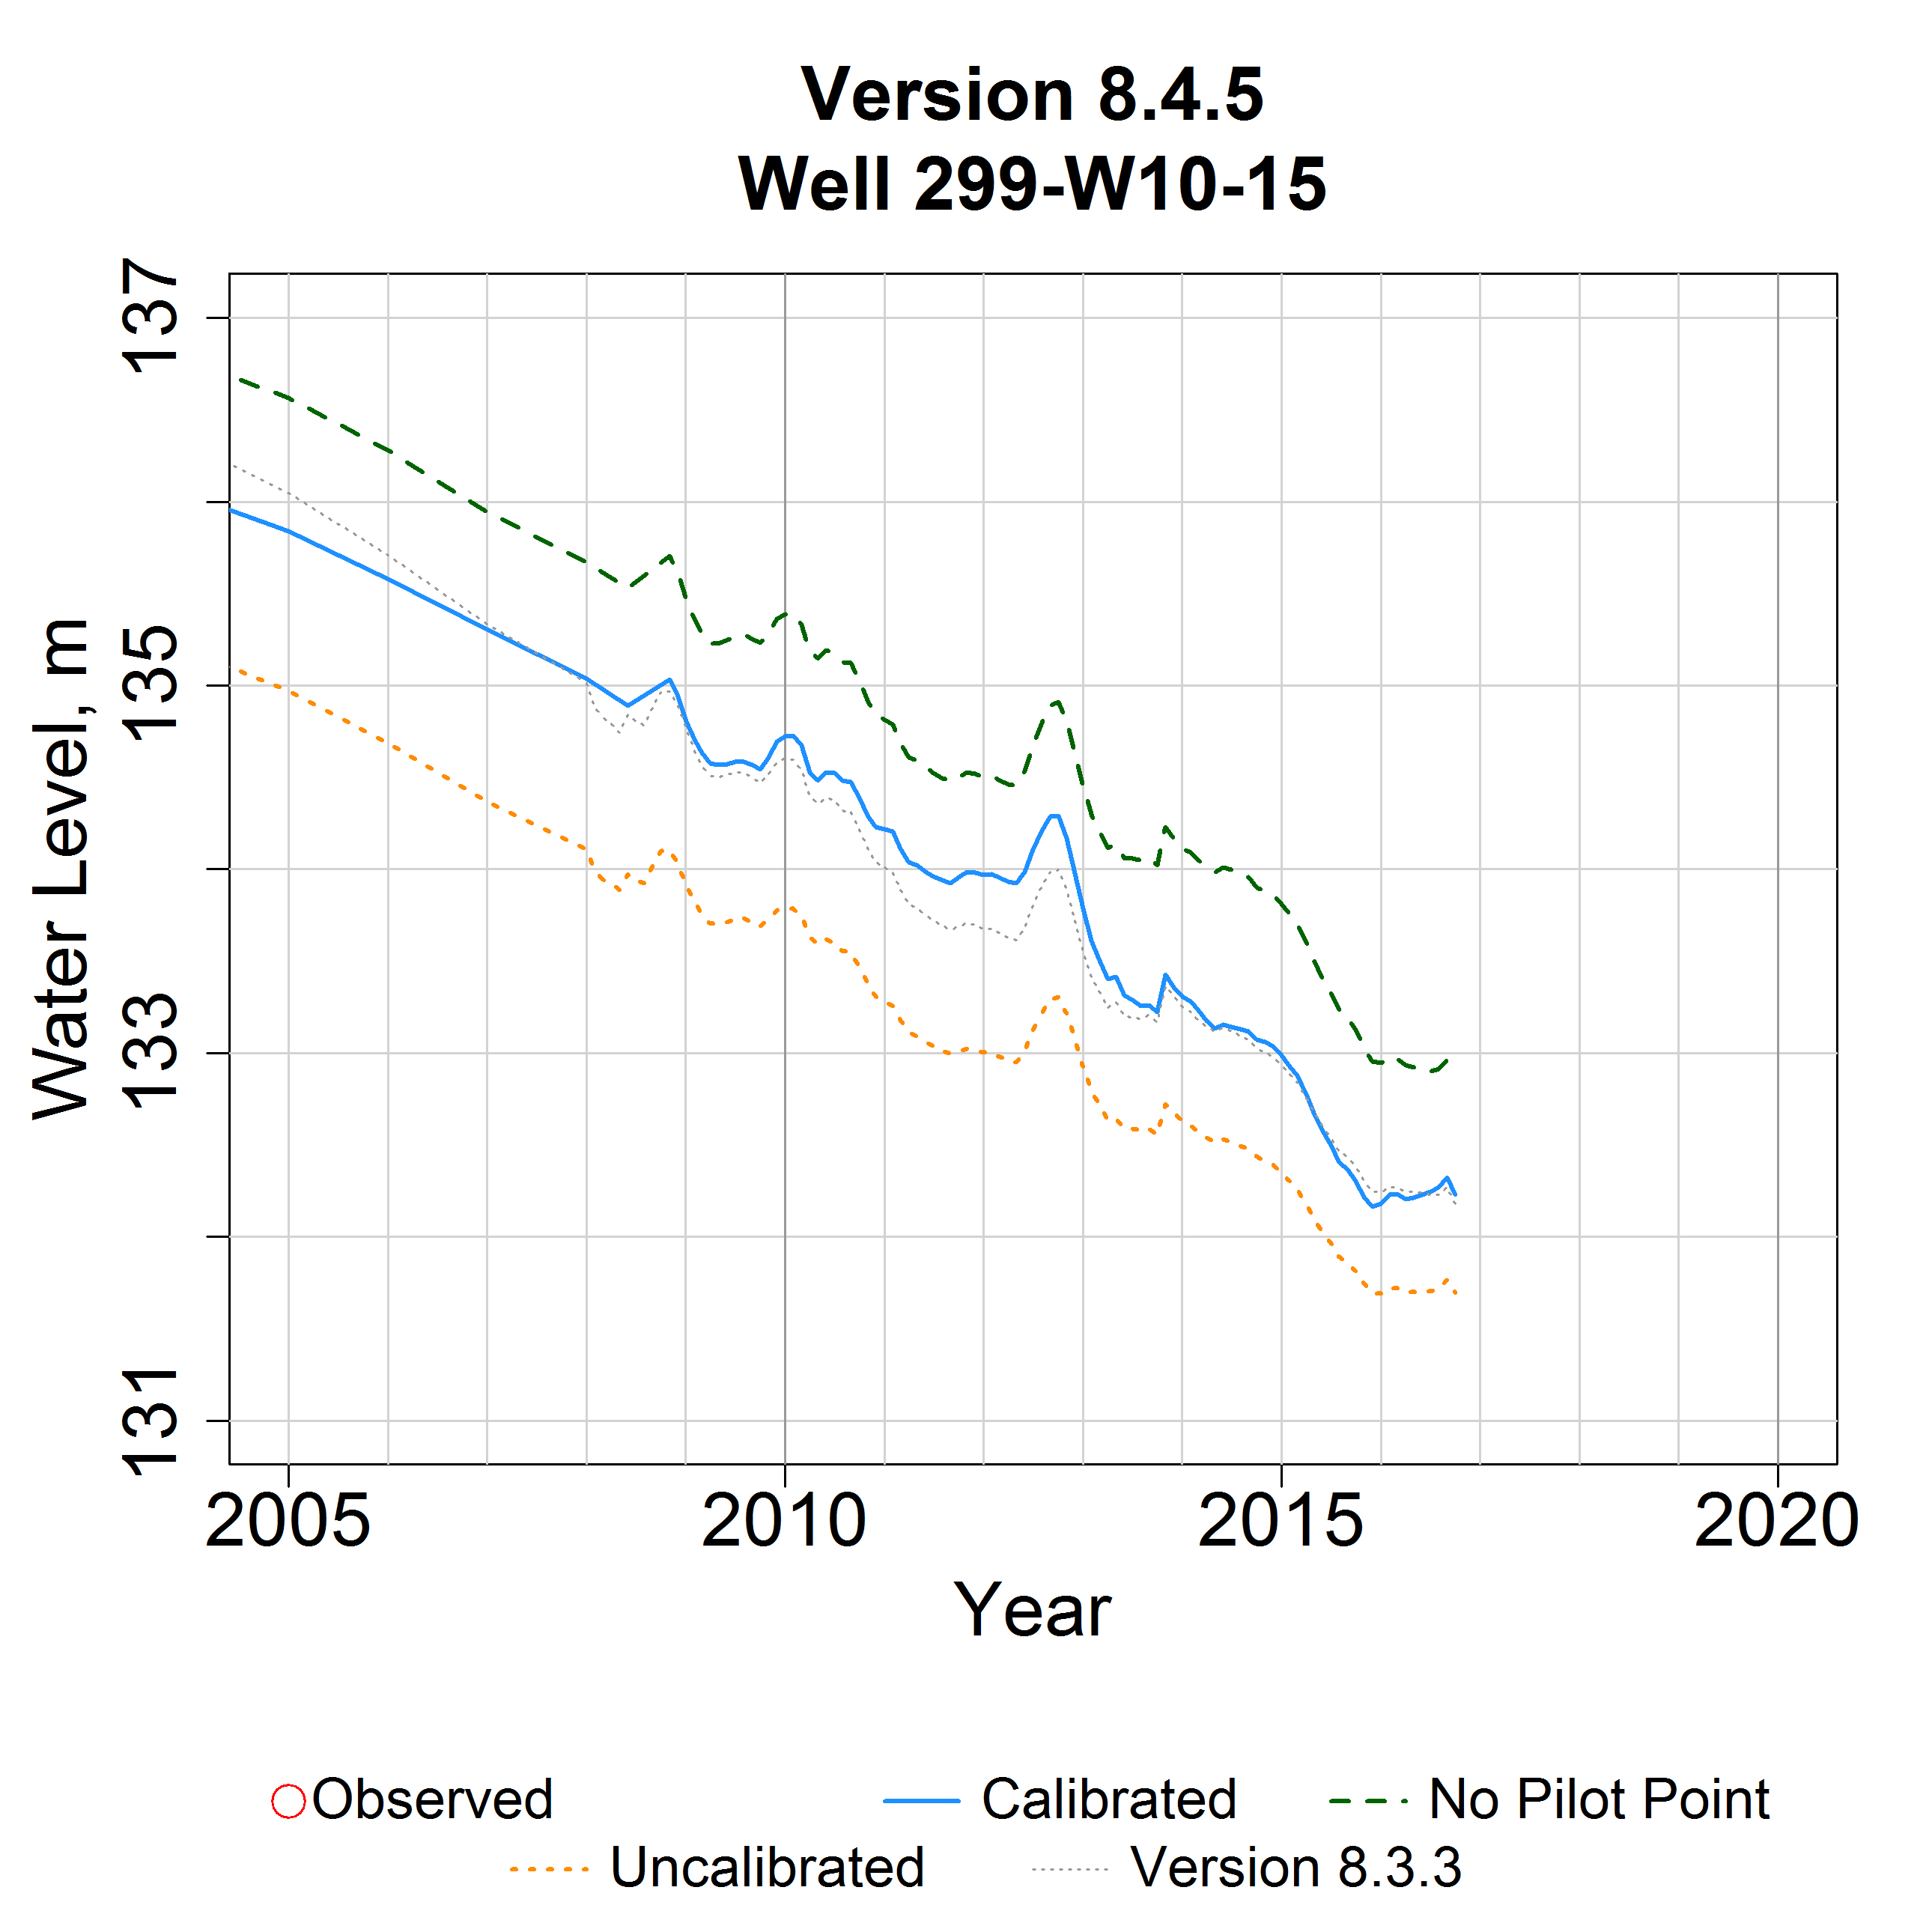 Version 8.4.5
Well 299-W10-15
137
135
133
131
Water Level, m
2005 2010 2015 2020
Year
Observed Calibrated No Pilot Point
Uncalibrated Version 8.3.3